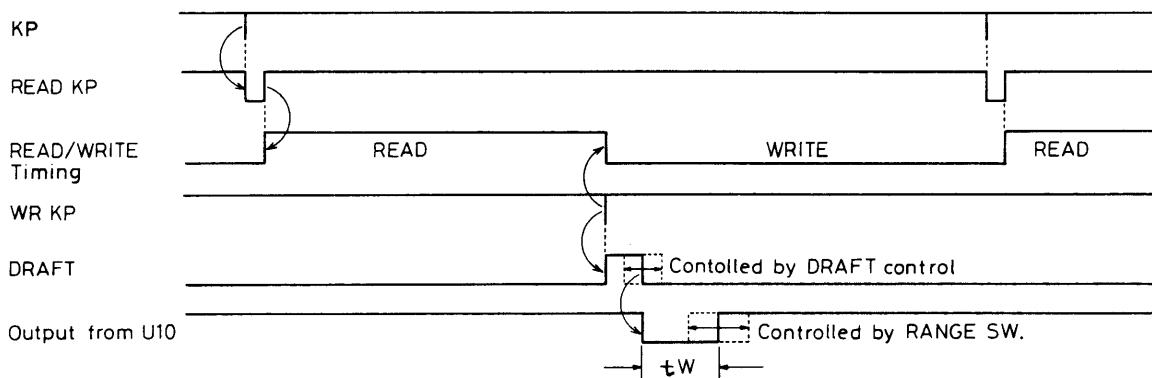 KP
READ KP
READ/WRITE READ WRITE READ
Timing
WR KP
DRAFT Contolled by DRAFT control
Output from U10 Controlled by RANGE SW.
tW